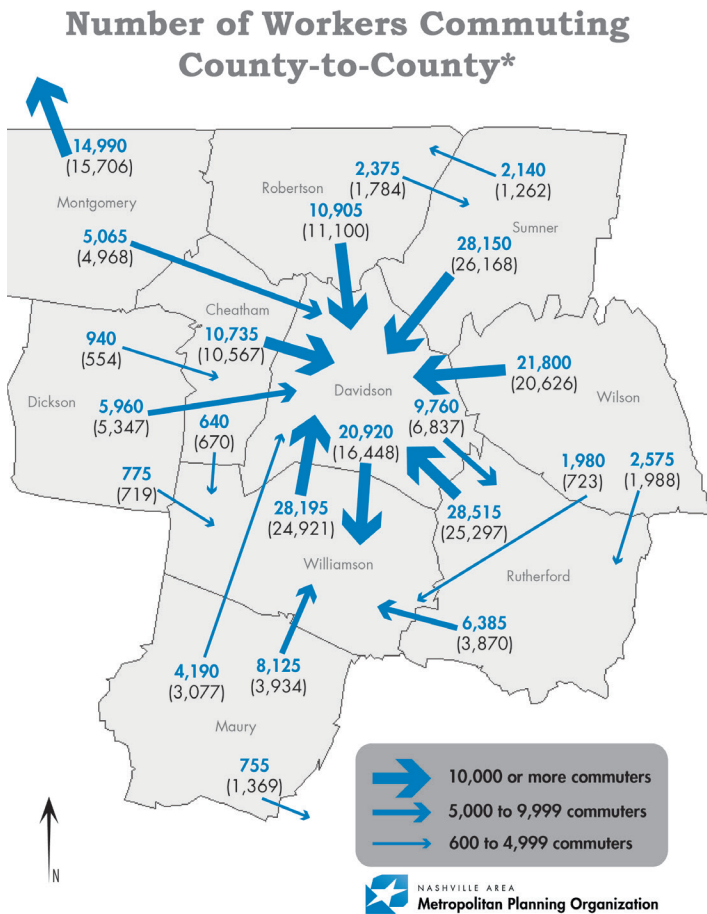 Number of Workers Commuting
County-to-County*
14,990
(15,706)
Montgomery
5,065
(4,968)
Robertson
2,375
(1,784)
10,905
(11,100)
2,140
(1,262)
Sumner
28,150
(26,168)
Cheatham
10,735
(10,567)
940
(554)
Dickson
5,960
(5,347)
640
(670)
775
(719)
Davidson
21,800
(20,626)
Wilson
9,760
(6,837)
20,920
(16,448)
1,980
(723)
2,575
(1,988)
28,195
(24,921)
28,515
(25,297)
Williamson
Rutherford
6,385
(3,870)
4,190
(3,077)
8,125
(3,934)
Maury
755
(1,369)
10,000 or more commuters
5,000 to 9,999 commuters
600 to 4,999 commuters
N
NASHVILLE AREA
Metropolitan Planning Organization